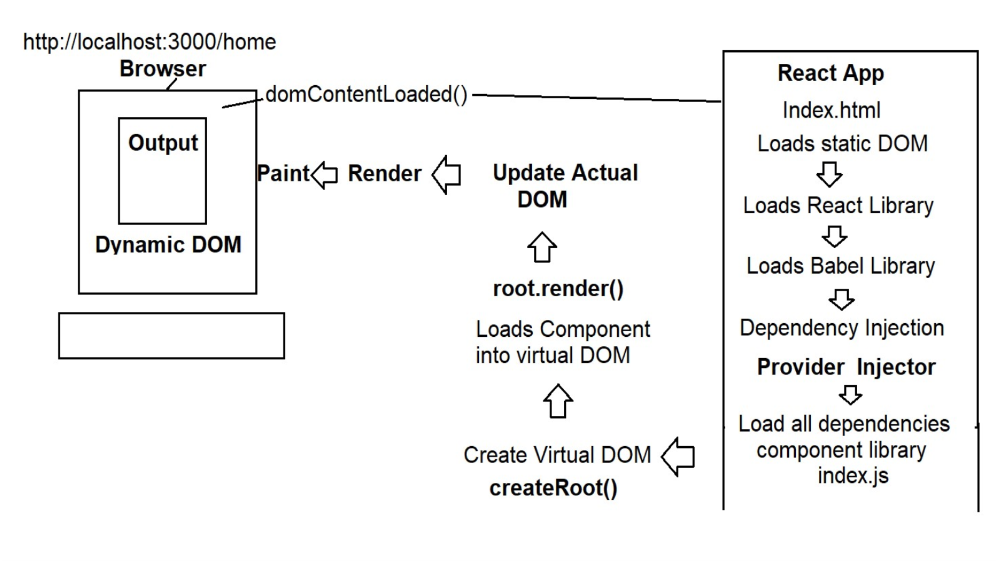 http://localhost:3000/home
Browser
domContentLoaded()
Output
Dynamic DOM
Paint
Render
Update Actual
DOM
root.render()
Loads Component
into virtual DOM
Create Virtual DOM
createRoot()
React App
Index.html
Loads static DOM
Loads React Library
Loads Babel Library
Dependency Injection
Provider Injector
Load all dependencies
component library
index.js